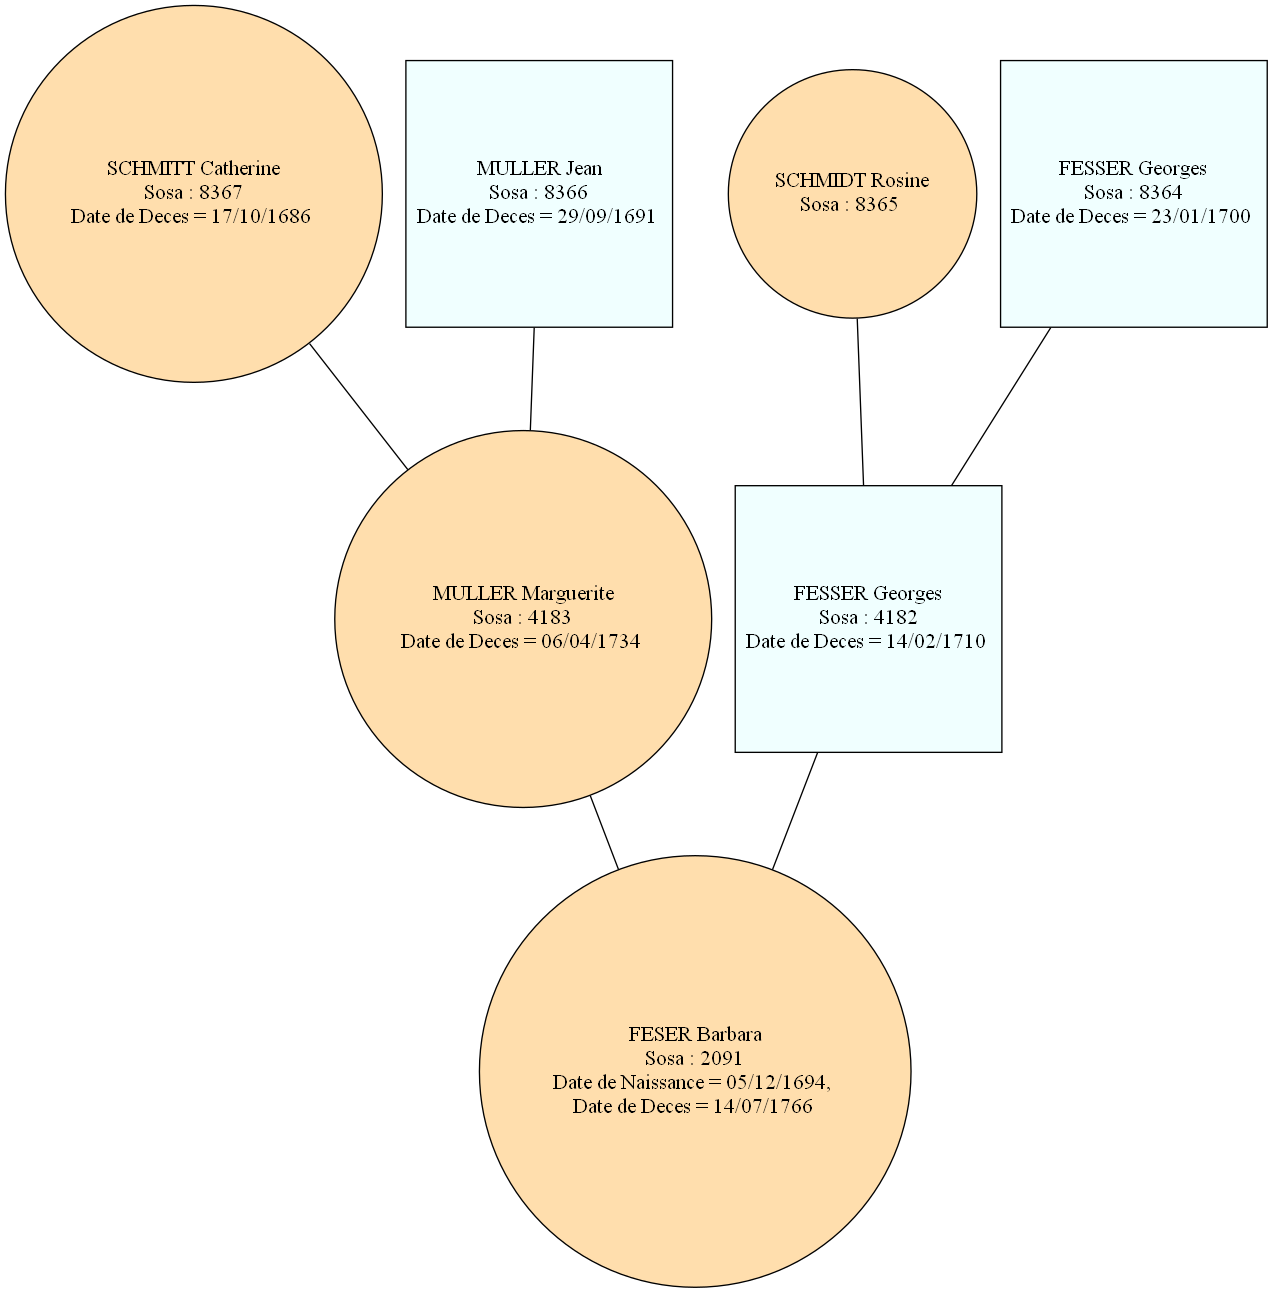 SCHMITT Catherine
Sosa : 8367
Date de Deces = 17/10/1686
MULLER Jean
Sosa : 8366
Date de Deces = 29/09/1691
SCHMIDT Rosine
Sosa : 8365
FESSER Georges
Sosa : 8364
Date de Deces = 23/01/1700
MULLER Marguerite
Sosa : 4183
Date de Deces = 06/04/1734
FESSER Georges
Sosa : 4182
Date de Deces = 14/02/1710
FESER Barbara
Sosa : 2091
Date de Naissance = 05/12/1694,
Date de Deces = 14/07/1766